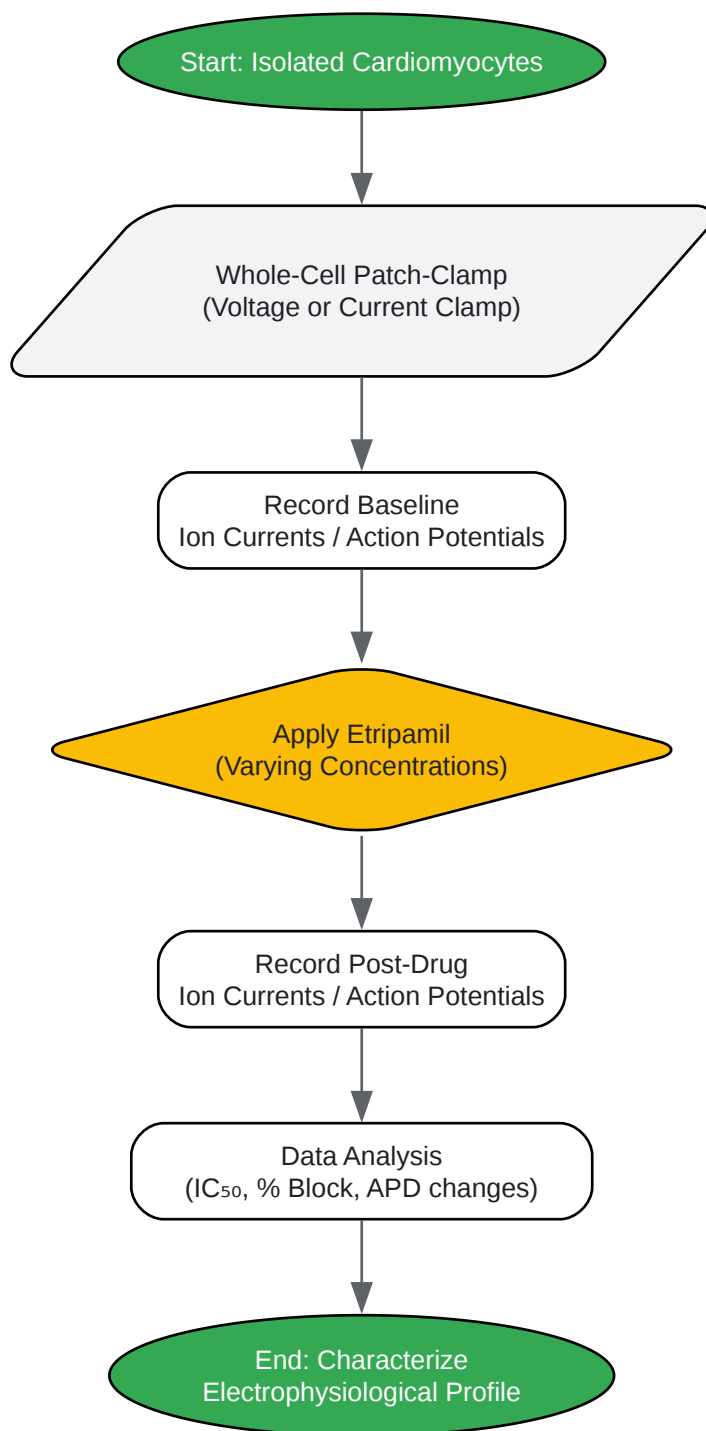 Start: Isolated Cardiomyocytes
Whole-Cell Patch-Clamp
(Voltage or Current Clamp)
Record Baseline
Ion Currents / Action Potentials
Apply Etripamil
(Varying Concentrations)
Record Post-Drug
Ion Currents / Action Potentials
Data Analysis
(IC₅₀, % Block, APD changes)
End: Characterize
Electrophysiological Profile